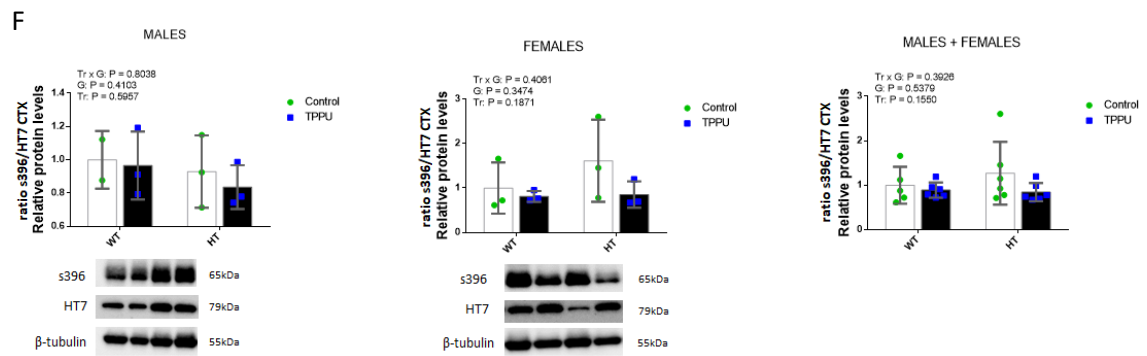 F
MALES
Tr x G: P = 0.8038
G: P = 0.4103
Tr: P = 0.5957
Control
TPPU
ratio s396/HT7 CTX
Relative protein levels
1.4
1.2
1.0
0.8
0.6
WT
HT
s396
65kDa
HT7
79kDa
β-tubulin
55kDa
FEMALES
Tr x G: P = 0.4061
G: P = 0.3474
Tr: P = 0.1871
Control
TPPU
ratio s396/HT7 CTX
Relative protein levels
3
2
1
0
WT
HT
s396
65kDa
HT7
79kDa
β-tubulin
55kDa
MALES + FEMALES
Tr x G: P = 0.3926
G: P = 0.5379
Tr: P = 0.1550
Control
TPPU
ratio s396/HT7 CTX
Relative protein levels
3
2
1
0
WT
HT